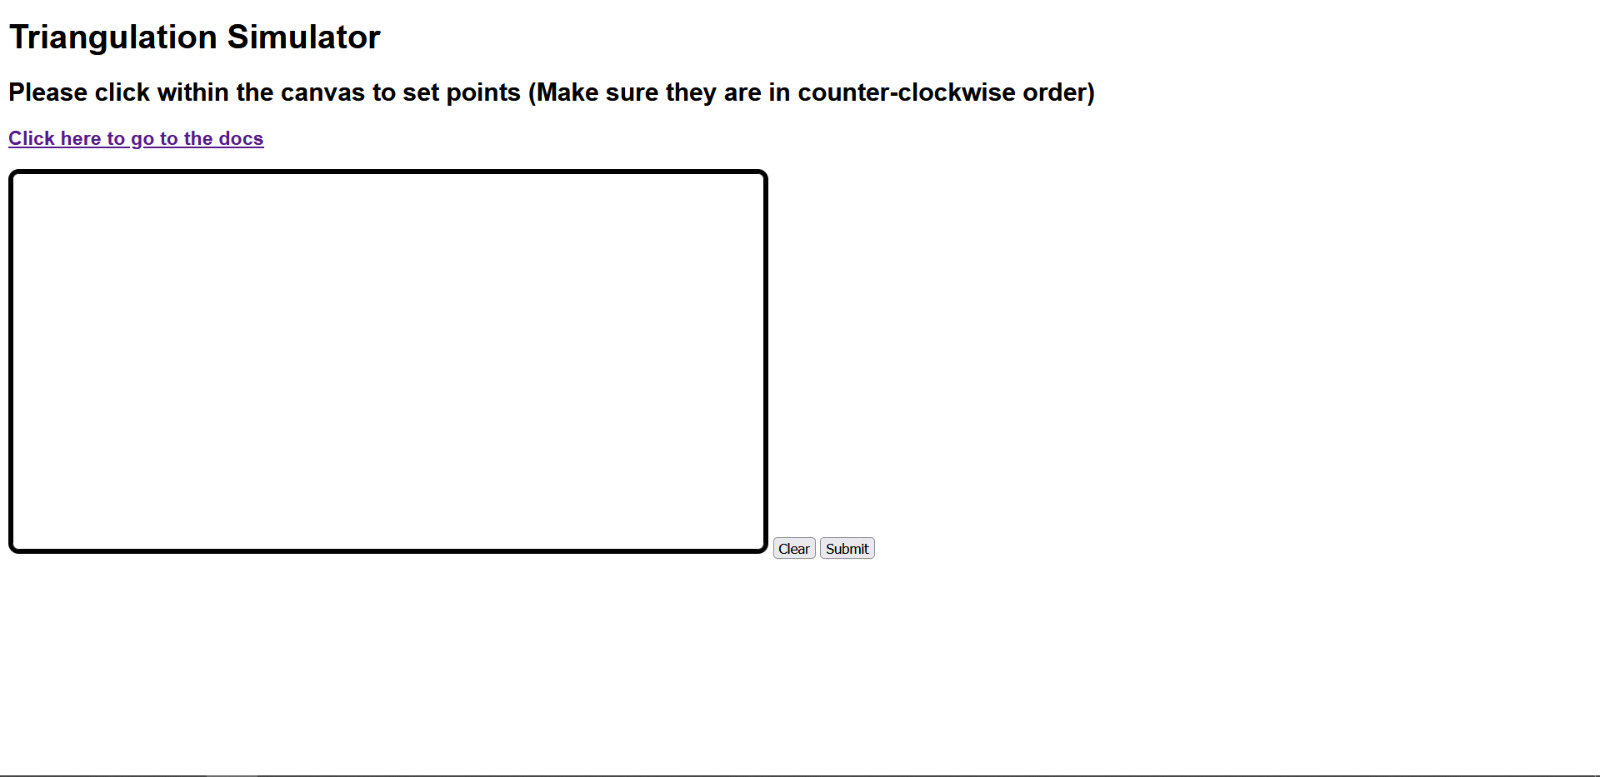 Triangulation Simulator
Please click within the canvas to set points (Make sure they are in counter-clockwise order)
Click here to go to the docs
Clear Submit